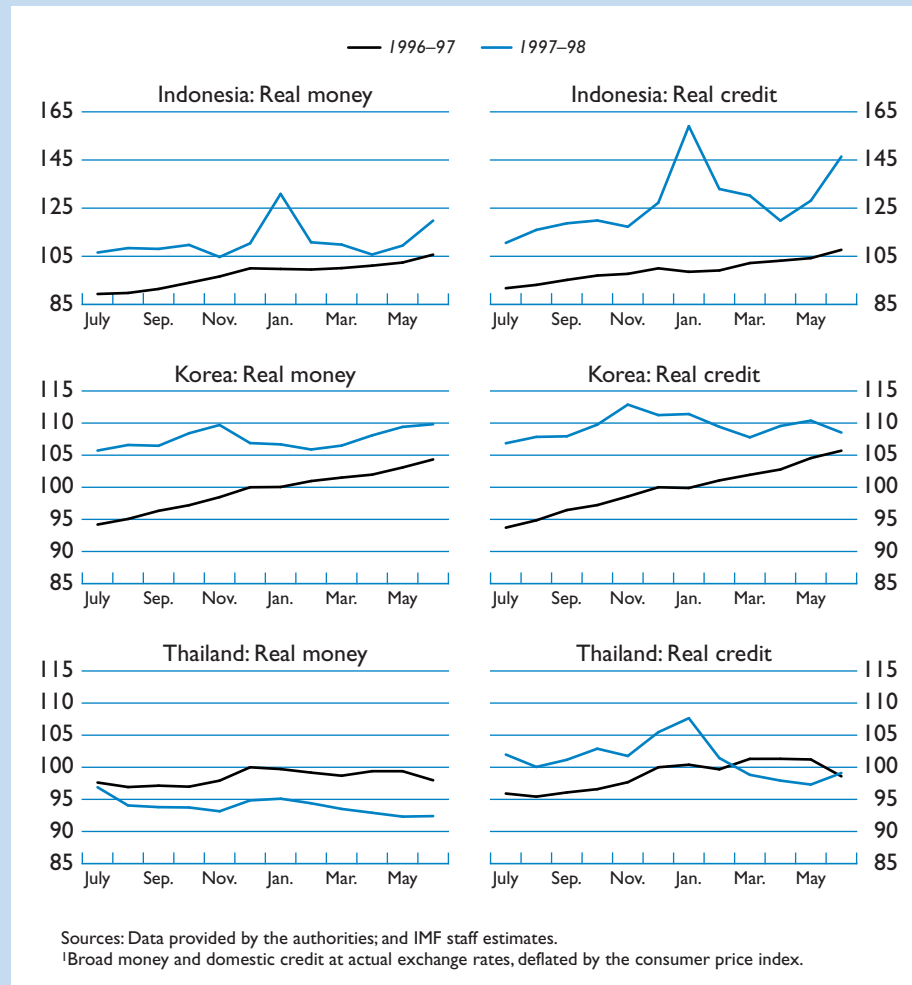 1996–97 1997–98
Indonesia: Real money
165
145
125
105
85
July Sep. Nov. Jan. Mar. May
Indonesia: Real credit
165
145
125
105
85
July Sep. Nov. Jan. Mar. May
Korea: Real money
115
110
105
100
95
90
85
July Sep. Nov. Jan. Mar. May
Korea: Real credit
115
110
105
100
95
90
85
July Sep. Nov. Jan. Mar. May
Thailand: Real money
115
110
105
100
95
90
85
July Sep. Nov. Jan. Mar. May
Thailand: Real credit
115
110
105
100
95
90
85
July Sep. Nov. Jan. Mar. May
Sources: Data provided by the authorities; and IMF staff estimates.
¹Broad money and domestic credit at actual exchange rates, deflated by the consumer price index.